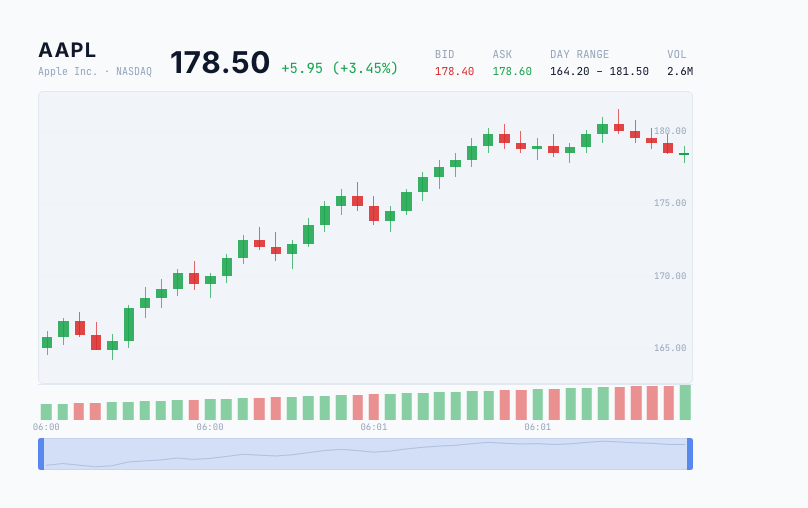 AAPL
Apple Inc. · NASDAQ
178.50 +5.95 (+3.45%)
BID ASK DAY RANGE VOL
178.40 178.60 164.20 – 181.50 2.6M
180.00
175.00
170.00
165.00
06:00 06:00 06:01 06:01